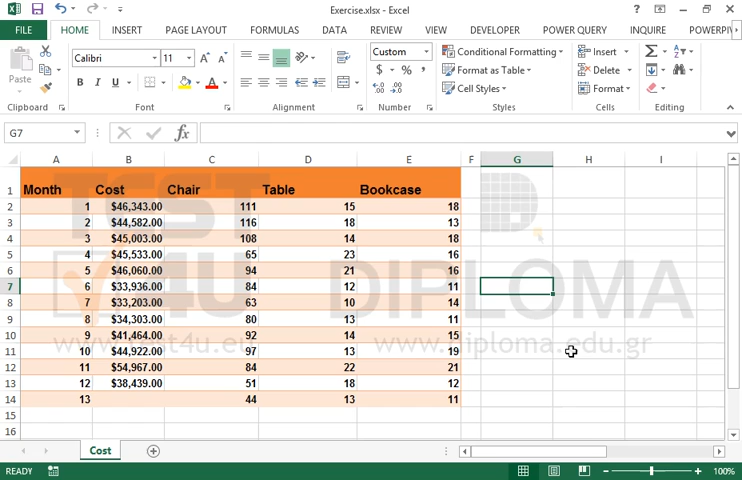 Exercise.xlsx - Excel
FILE HOME INSERT PAGE LAYOUT FORMULAS DATA REVIEW VIEW DEVELOPER POWER QUERY INQUIRE POWERPIV
Paste Calibri 11 Custom Conditional Formatting Insert
B I U $ % , Format as Table Delete
Cell Styles Format
Clipboard Font Alignment Number Styles Cells Editing
G7 fx
A B C D E F G H I
1 Month Cost Chair Table Bookcase
2 1 $46,343.00 111 15 18
3 2 $44,582.00 116 18 13
4 3 $45,003.00 108 14 18
5 4 $45,533.00 65 23 16
6 5 $46,060.00 94 21 16
7 6 $33,936.00 84 12 11
8 7 $33,203.00 63 10 14
9 8 $34,303.00 80 13 11
10 9 $41,464.00 92 14 15
11 10 $44,922.00 97 13 19
12 11 $54,967.00 84 22 21
13 12 $38,439.00 51 18 12
14 13 44 13 11
15
16
TEST
4U DIPLOMA
www.test4u.eu www.diploma.edu.gr
Cost
READY 100%